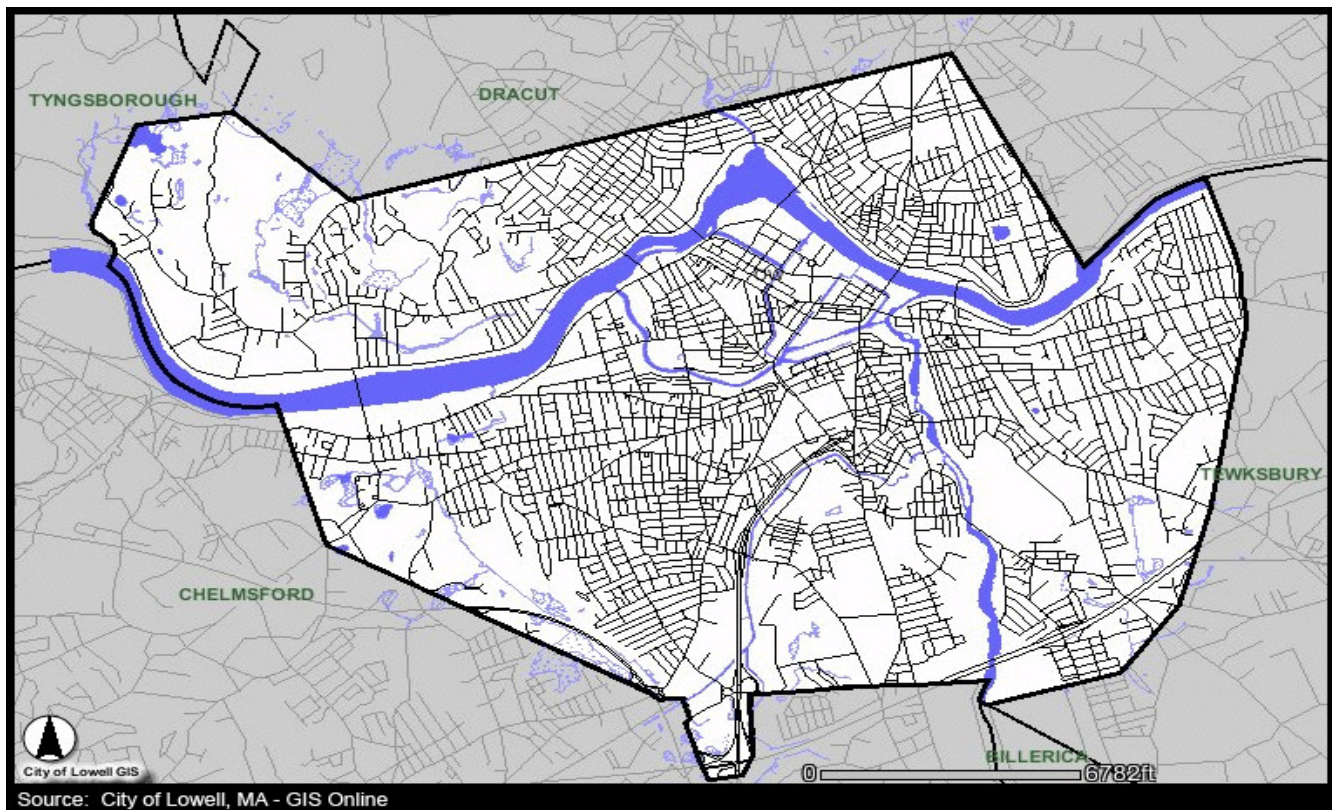 TYNGSBOROUGH
DRACUT
TEWKSBURY
CHELMSFORD
BILLERICA
City of Lowell GIS
0 6782ft
Source: City of Lowell, MA - GIS Online